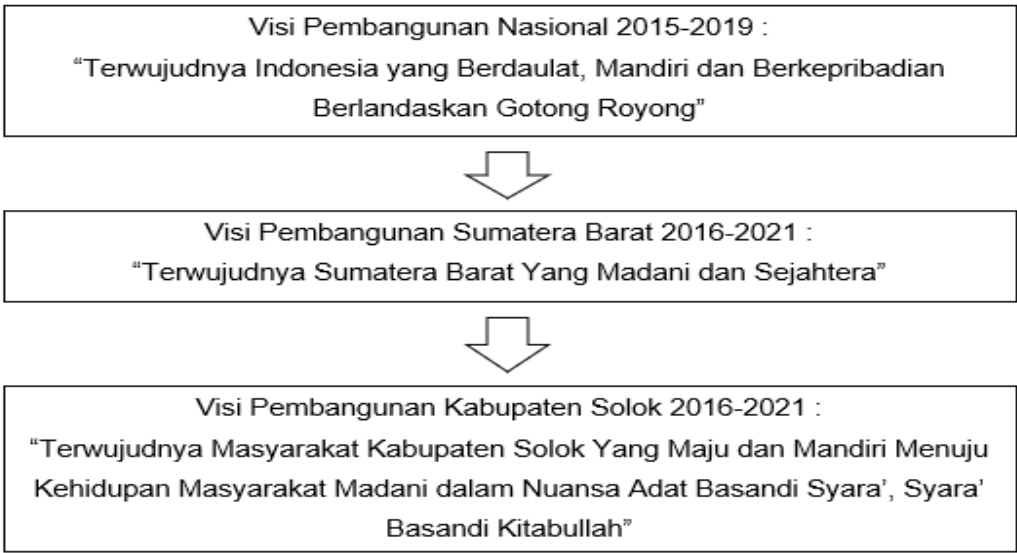 Visi Pembangunan Nasional 2015-2019 :
“Terwujudnya Indonesia yang Berdaulat, Mandiri dan Berkepribadian
Berlandaskan Gotong Royong”
Visi Pembangunan Sumatera Barat 2016-2021 :
“Terwujudnya Sumatera Barat Yang Madani dan Sejahtera”
Visi Pembangunan Kabupaten Solok 2016-2021 :
“Terwujudnya Masyarakat Kabupaten Solok Yang Maju dan Mandiri Menuju
Kehidupan Masyarakat Madani dalam Nuansa Adat Basandi Syara’, Syara’
Basandi Kitabullah”